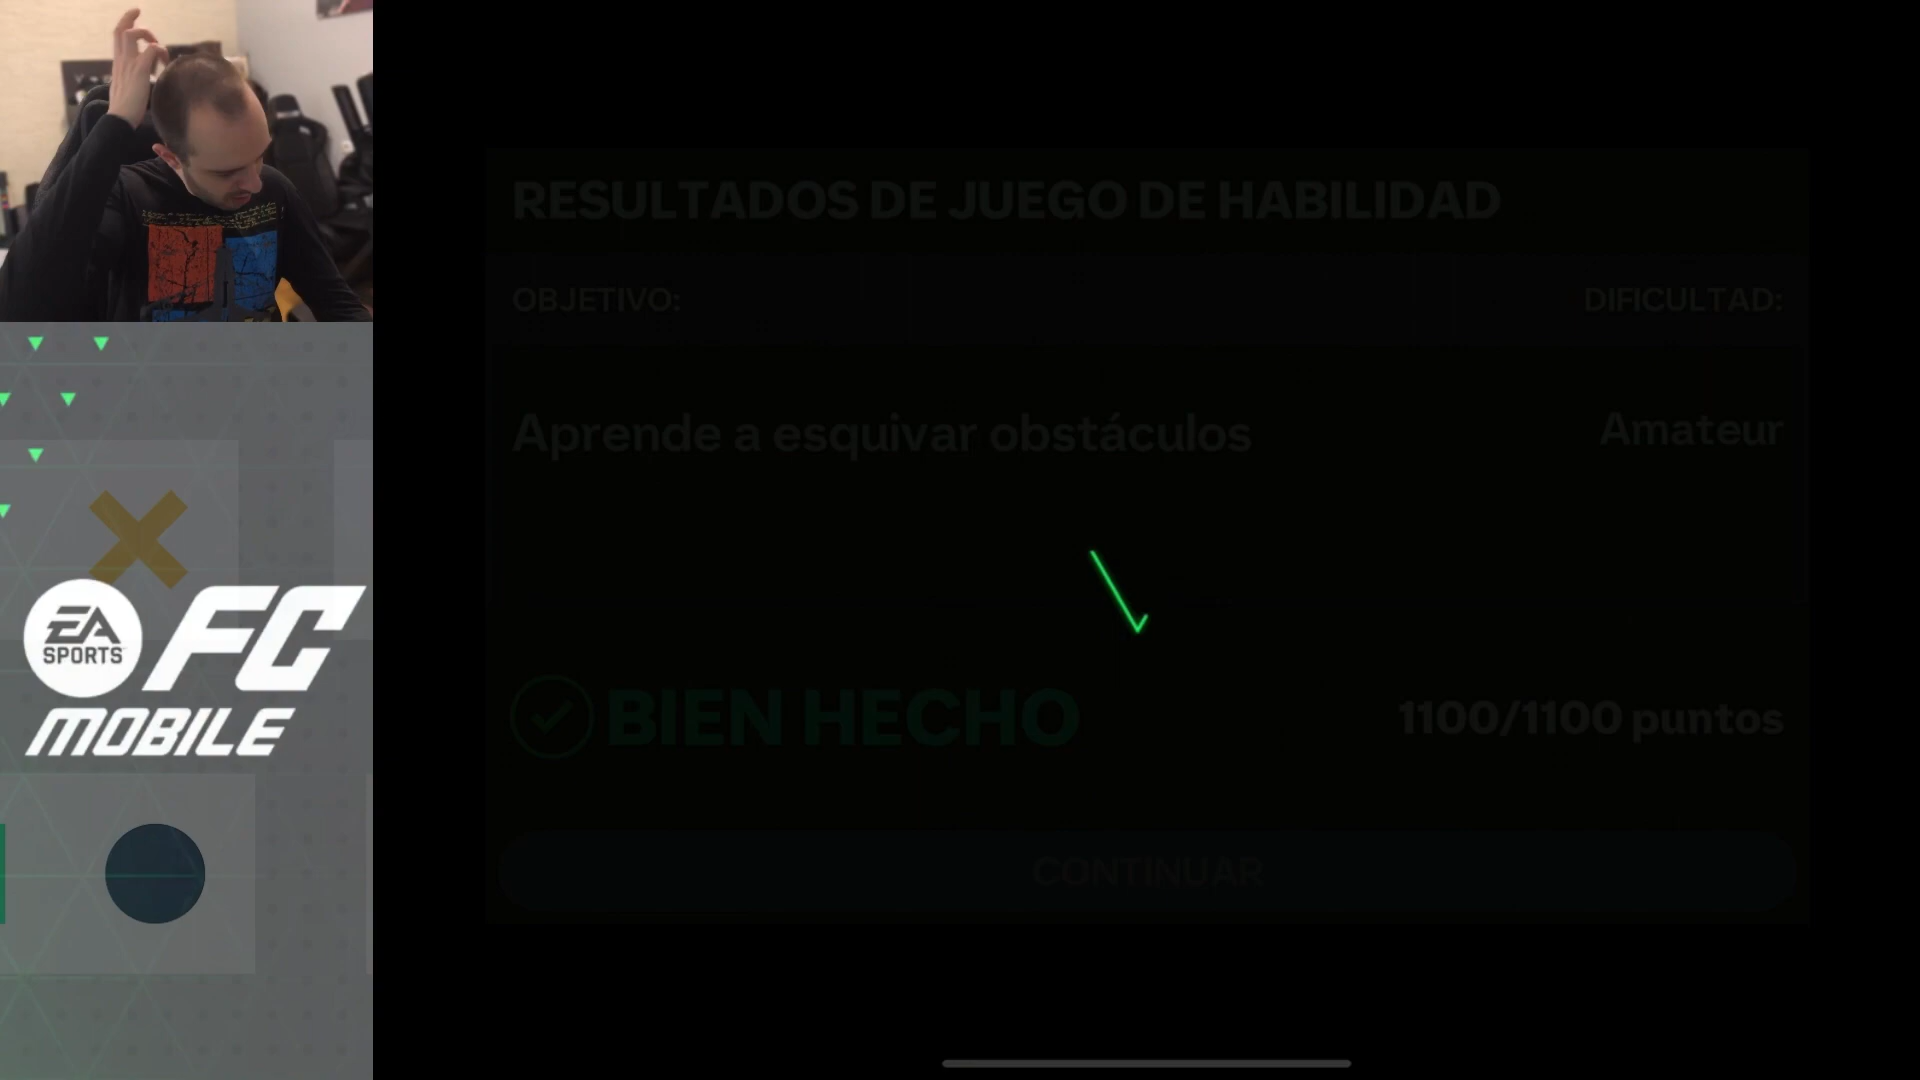 RESULTADOS DE JUEGO DE HABILIDAD
OBJETIVO:
DIFICULTAD:
Aprende a esquivar obstáculos
Amateur
BIEN HECHO
1100/1100 puntos
CONTINUAR
EA
SPORTS
FC
MOBILE